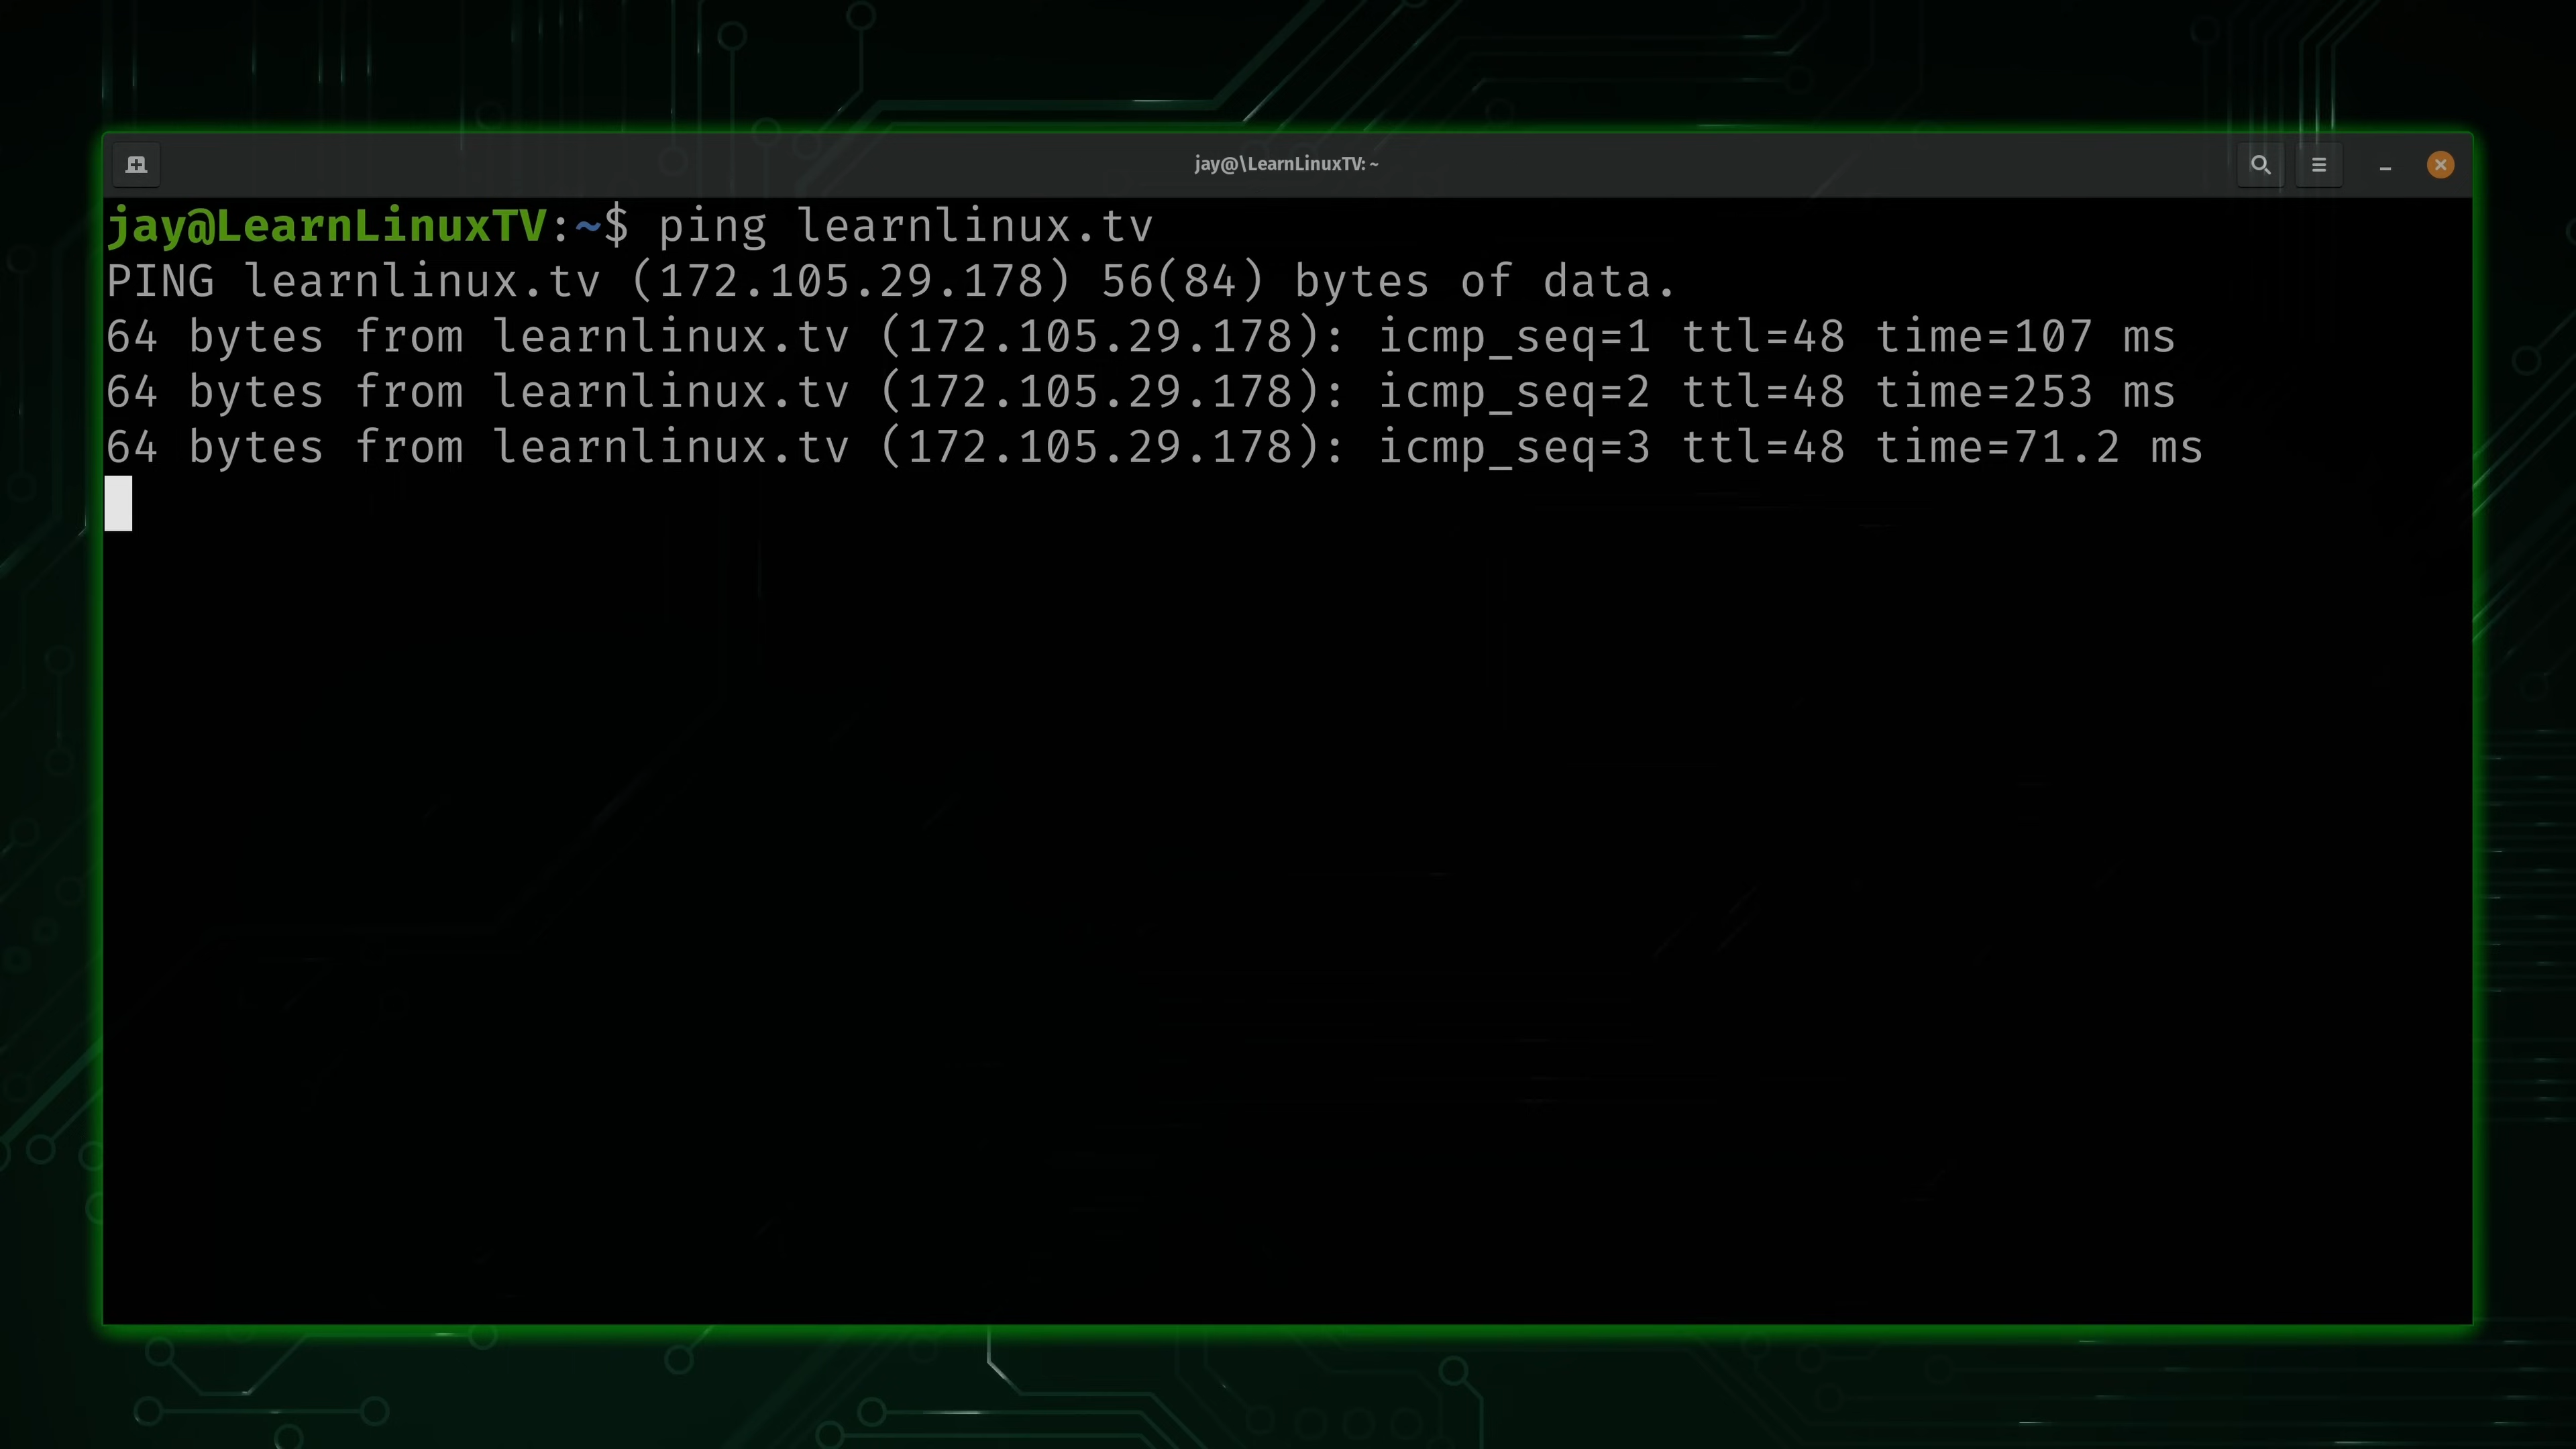 jay@\LearnLinuxTV: ~
jay@LearnLinuxTV:~$ ping learnlinux.tv
PING learnlinux.tv (172.105.29.178) 56(84) bytes of data.
64 bytes from learnlinux.tv (172.105.29.178): icmp_seq=1 ttl=48 time=107 ms
64 bytes from learnlinux.tv (172.105.29.178): icmp_seq=2 ttl=48 time=253 ms
64 bytes from learnlinux.tv (172.105.29.178): icmp_seq=3 ttl=48 time=71.2 ms